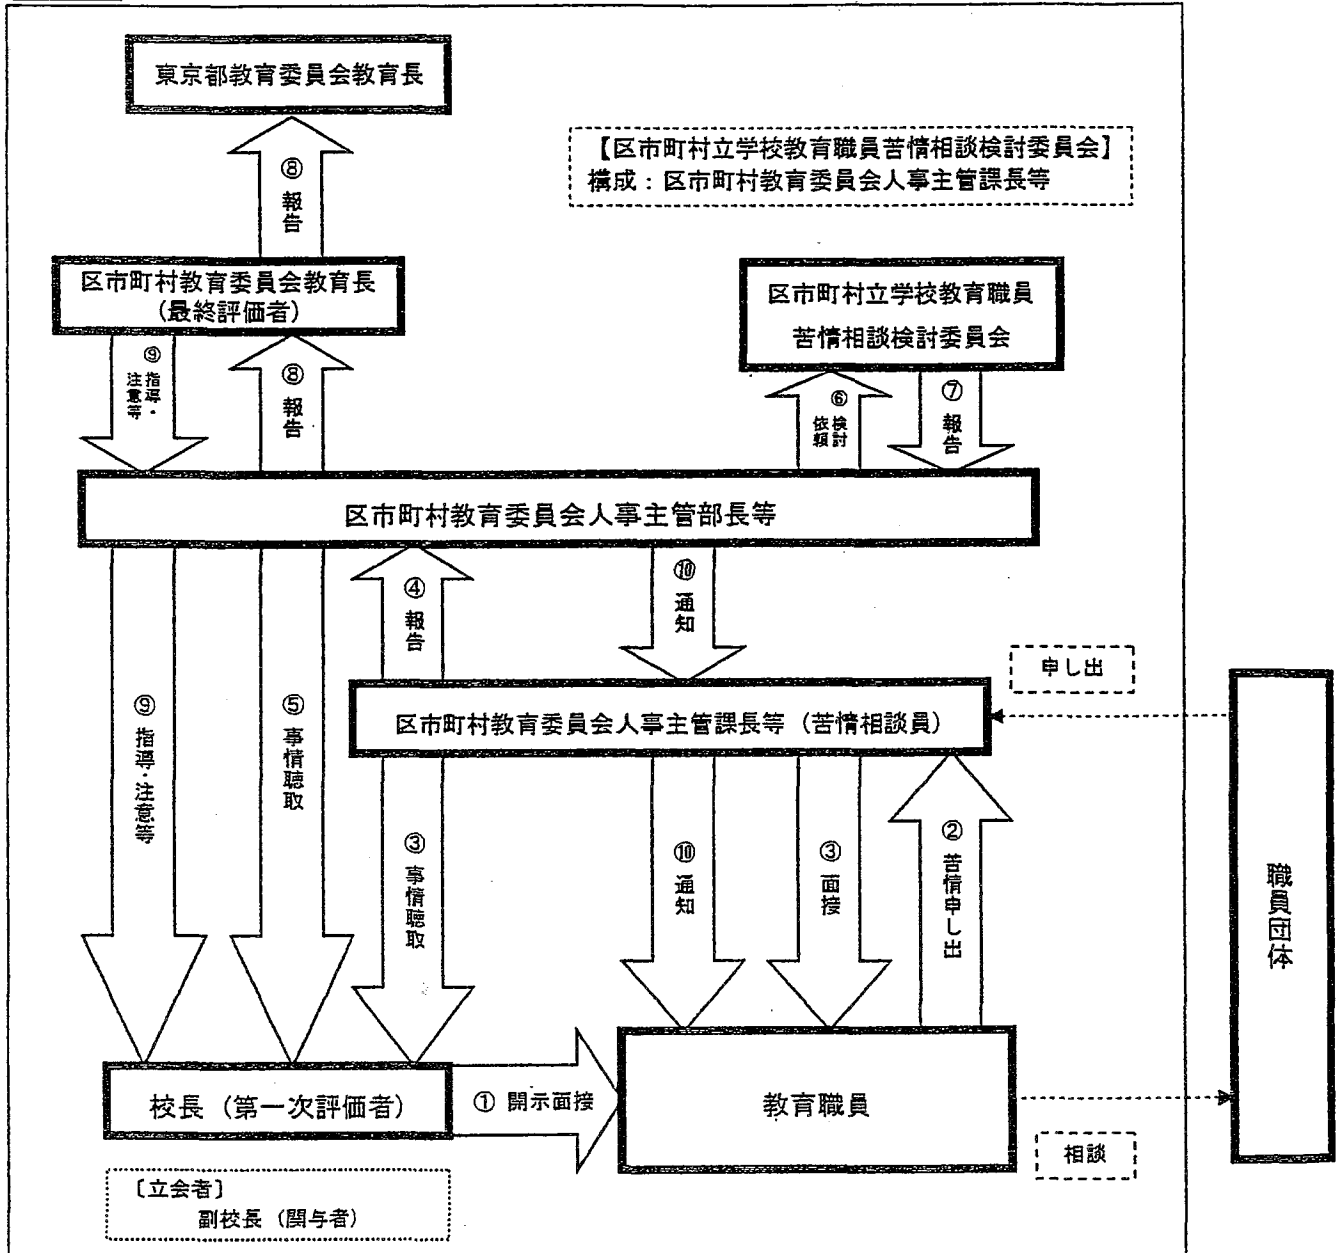 東京都教育委員会教育長
⑧報告
【区市町村立学校教育職員苦情相談検討委員会】
構成：区市町村教育委員会人事主管課長等
区市町村教育委員会教育長
（最終評価者）
区市町村立学校教育職員
苦情相談検討委員会
⑨指導・
注意等
⑧報告
⑥検討
依頼
⑦報告
区市町村教育委員会人事主管部長等
④報告
⑩通知
申し出
区市町村教育委員会人事主管課長等（苦情相談員）
⑨指導・注意等
⑤事情聴取
③事情聴取
⑩通知
③面接
②苦情申し出
職員団体
校長（第一次評価者）
①開示面接
教育職員
相談
〔立会者〕
副校長（関与者）